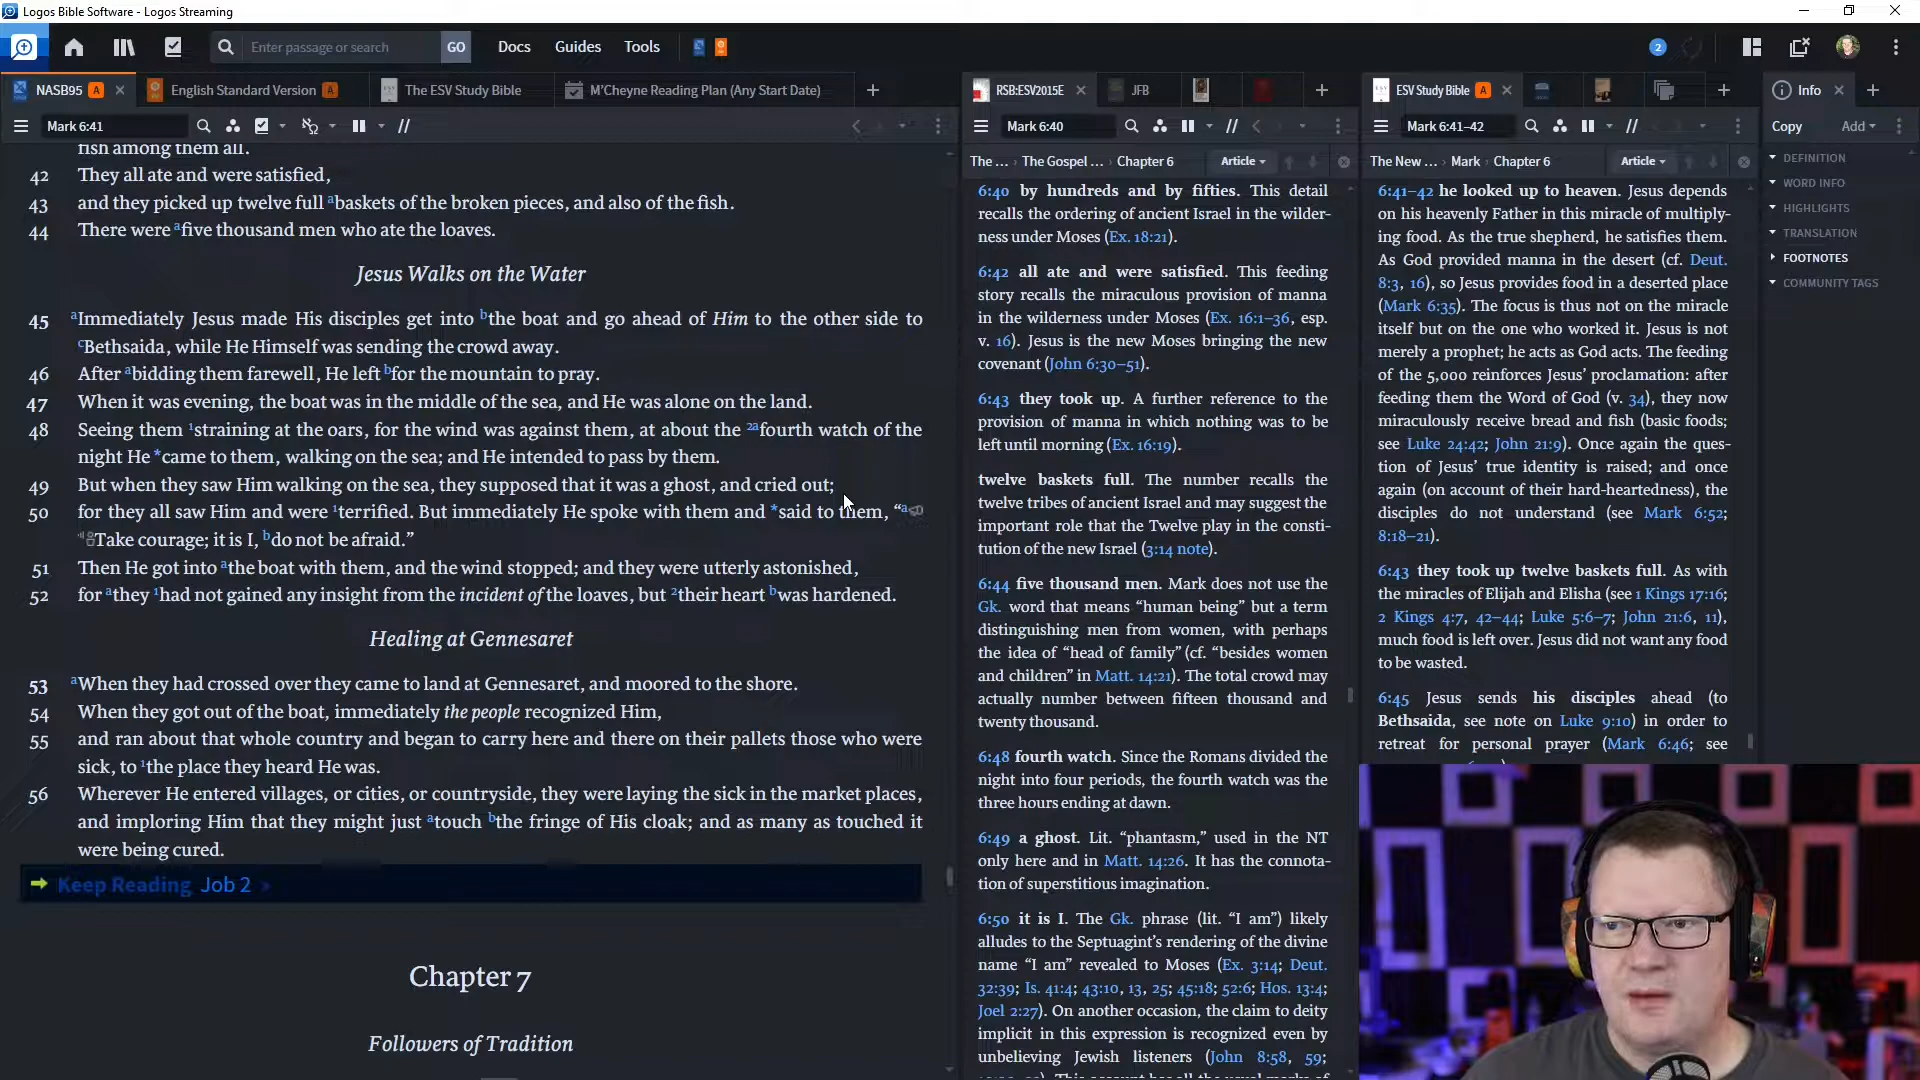 Logos Bible Software - Logos Streaming
Enter passage or search
GO
Docs
Guides
Tools
2
NASB95 A
English Standard Version A
The ESV Study Bible
M'Cheyne Reading Plan (Any Start Date)
Mark 6:41
fish among them all.
42 They all ate and were satisfied,
43 and they picked up twelve full ᵃbaskets of the broken pieces, and also of the fish.
44 There were ᵃfive thousand men who ate the loaves.
Jesus Walks on the Water
45 ᵃImmediately Jesus made His disciples get into ᵇthe boat and go ahead of Him to the other side to
ᶜBethsaida, while He Himself was sending the crowd away.
46 After ᵃbidding them farewell, He left ᵇfor the mountain to pray.
47 When it was evening, the boat was in the middle of the sea, and He was alone on the land.
48 Seeing them ¹straining at the oars, for the wind was against them, at about the ²ᵃfourth watch of the
night He *came to them, walking on the sea; and He intended to pass by them.
49 But when they saw Him walking on the sea, they supposed that it was a ghost, and cried out;
50 for they all saw Him and were ¹terrified. But immediately He spoke with them and *said to them, “ᵃ
Take courage; it is I, ᵇdo not be afraid.”
51 Then He got into ᵃthe boat with them, and the wind stopped; and they were utterly astonished,
52 for ᵃthey ¹had not gained any insight from the incident of the loaves, but ²their heart ᵇwas hardened.
Healing at Gennesaret
53 ᵃWhen they had crossed over they came to land at Gennesaret, and moored to the shore.
54 When they got out of the boat, immediately the people recognized Him,
55 and ran about that whole country and began to carry here and there on their pallets those who were
sick, to ¹the place they heard He was.
56 Wherever He entered villages, or cities, or countryside, they were laying the sick in the market places,
and imploring Him that they might just ᵃtouch ᵇthe fringe of His cloak; and as many as touched it
were being cured.
Keep Reading Job 2 >
Chapter 7
Followers of Tradition
RSB:ESV2015E
JFB
Mark 6:40
The ... › The Gospel ... › Chapter 6
Article
6:40 by hundreds and by fifties. This detail
recalls the ordering of ancient Israel in the wilder-
ness under Moses (Ex. 18:21).
6:42 all ate and were satisfied. This feeding
story recalls the miraculous provision of manna
in the wilderness under Moses (Ex. 16:1–36, esp.
v. 16). Jesus is the new Moses bringing the new
covenant (John 6:30–51).
6:43 they took up. A further reference to the
provision of manna in which nothing was to be
left until morning (Ex. 16:19).
twelve baskets full. The number recalls the
twelve tribes of ancient Israel and may suggest the
important role that the Twelve play in the consti-
tution of the new Israel (3:14 note).
6:44 five thousand men. Mark does not use the
Gk. word that means “human being” but a term
distinguishing men from women, with perhaps
the idea of “head of family” (cf. “besides women
and children” in Matt. 14:21). The total crowd may
actually number between fifteen thousand and
twenty thousand.
6:48 fourth watch. Since the Romans divided the
night into four periods, the fourth watch was the
three hours ending at dawn.
6:49 a ghost. Lit. “phantasm,” used in the NT
only here and in Matt. 14:26. It has the connota-
tion of superstitious imagination.
6:50 it is I. The Gk. phrase (lit. “I am”) likely
alludes to the Septuagint’s rendering of the divine
name “I am” revealed to Moses (Ex. 3:14; Deut.
32:39; Is. 41:4; 43:10, 13, 25; 45:18; 52:6; Hos. 13:4;
Joel 2:27). On another occasion, the claim to deity
implicit in this expression is recognized even by
unbelieving Jewish listeners (John 8:58, 59;
ESV Study Bible A
Mark 6:41–42
The New ... › Mark › Chapter 6
Article
6:41–42 he looked up to heaven. Jesus depends
on his heavenly Father in this miracle of multiply-
ing food. As the true shepherd, he satisfies them.
As God provided manna in the desert (cf. Deut.
8:3, 16), so Jesus provides food in a deserted place
(Mark 6:35). The focus is thus not on the miracle
itself but on the one who worked it. Jesus is not
merely a prophet; he acts as God acts. The feeding
of the 5,000 reinforces Jesus’ proclamation: after
feeding them the Word of God (v. 34), they now
miraculously receive bread and fish (basic foods;
see Luke 24:42; John 21:9). Once again the ques-
tion of Jesus’ true identity is raised; and once
again (on account of their hard-heartedness), the
disciples do not understand (see Mark 6:52;
8:18–21).
6:43 they took up twelve baskets full. As with
the miracles of Elijah and Elisha (see 1 Kings 17:16;
2 Kings 4:7, 42–44; Luke 5:6–7; John 21:6, 11),
much food is left over. Jesus did not want any food
to be wasted.
6:45 Jesus sends his disciples ahead (to
Bethsaida, see note on Luke 9:10) in order to
retreat for personal prayer (Mark 6:46; see
Info
Copy
Add
DEFINITION
WORD INFO
HIGHLIGHTS
TRANSLATION
FOOTNOTES
COMMUNITY TAGS